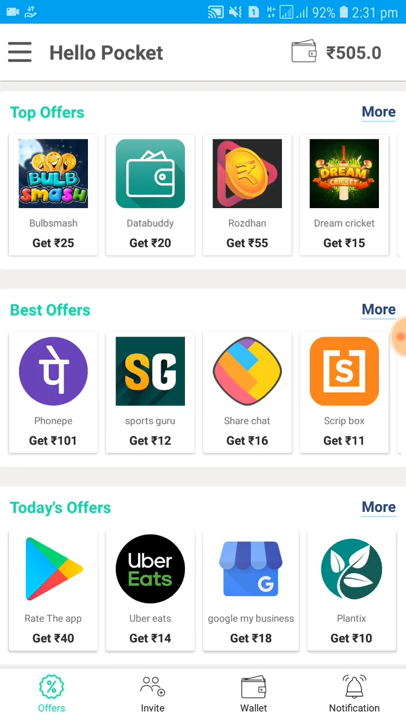 1 H+ 92% 2:31 pm
Hello Pocket ₹505.0
Top Offers More
BULB SMASH ₹ DREAM CRICKET
Bulbsmash Databuddy Rozdhan Dream cricket
Get ₹25 Get ₹20 Get ₹55 Get ₹15
Best Offers More
पे SG S
Phonepe sports guru Share chat Scrip box
Get ₹101 Get ₹12 Get ₹16 Get ₹11
Today's Offers More
Uber Eats G
Rate The app Uber eats google my business Plantix
Get ₹40 Get ₹14 Get ₹18 Get ₹10
Offers Invite Wallet Notification